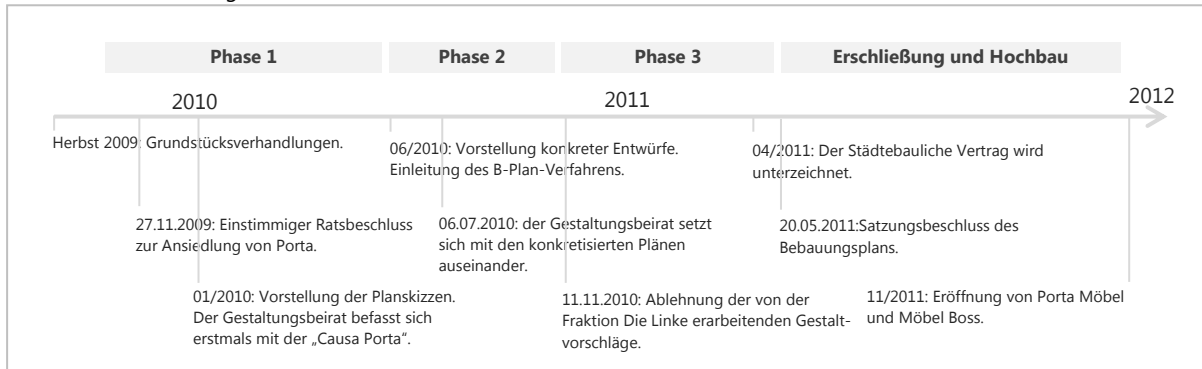 Phase 1
Phase 2
Phase 3
Erschließung und Hochbau
2010
2011
2012
Herbst 2009: Grundstücksverhandlungen.
06/2010: Vorstellung konkreter Entwürfe.
Einleitung des B-Plan-Verfahrens.
04/2011: Der Städtebauliche Vertrag wird
unterzeichnet.
27.11.2009: Einstimmiger Ratsbeschluss
zur Ansiedlung von Porta.
06.07.2010: der Gestaltungsbeirat setzt
sich mit den konkretisierten Plänen
auseinander.
20.05.2011:Satzungsbeschluss des
Bebauungsplans.
01/2010: Vorstellung der Planskizzen.
Der Gestaltungsbeirat befasst sich
erstmals mit der „Causa Porta“.
11.11.2010: Ablehnung der von der
Fraktion Die Linke erarbeitenden Gestalt-
vorschläge.
11/2011: Eröffnung von Porta Möbel
und Möbel Boss.